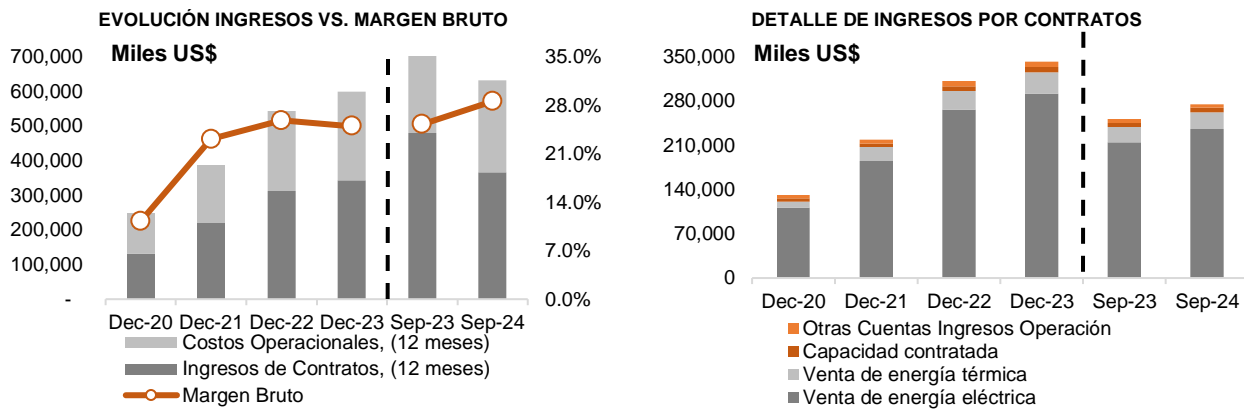 EVOLUCIÓN INGRESOS VS. MARGEN BRUTO
Miles US$
700,000
600,000
500,000
400,000
300,000
200,000
100,000
-
35.0%
28.0%
21.0%
14.0%
7.0%
0.0%
Dec-20 Dec-21 Dec-22 Dec-23 Sep-23 Sep-24
Costos Operacionales, (12 meses)
Ingresos de Contratos, (12 meses)
Margen Bruto
DETALLE DE INGRESOS POR CONTRATOS
Miles US$
350,000
280,000
210,000
140,000
70,000
0
Dec-20 Dec-21 Dec-22 Dec-23 Sep-23 Sep-24
Otras Cuentas Ingresos Operación
Capacidad contratada
Venta de energía térmica
Venta de energía eléctrica